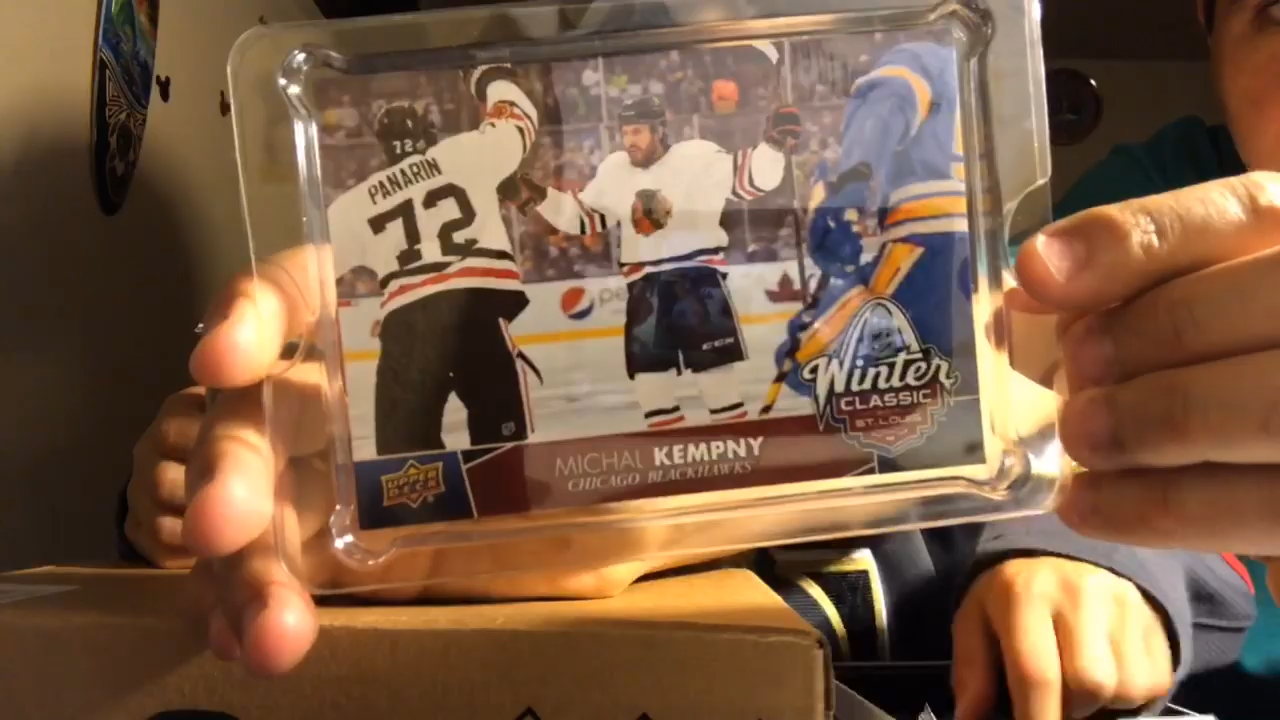 72
PANARIN
72
pe
CCM
Winter
CLASSIC
ST. LOUIS
UPPER
DECK
MICHAL KEMPNY
CHICAGO BLACKHAWKS